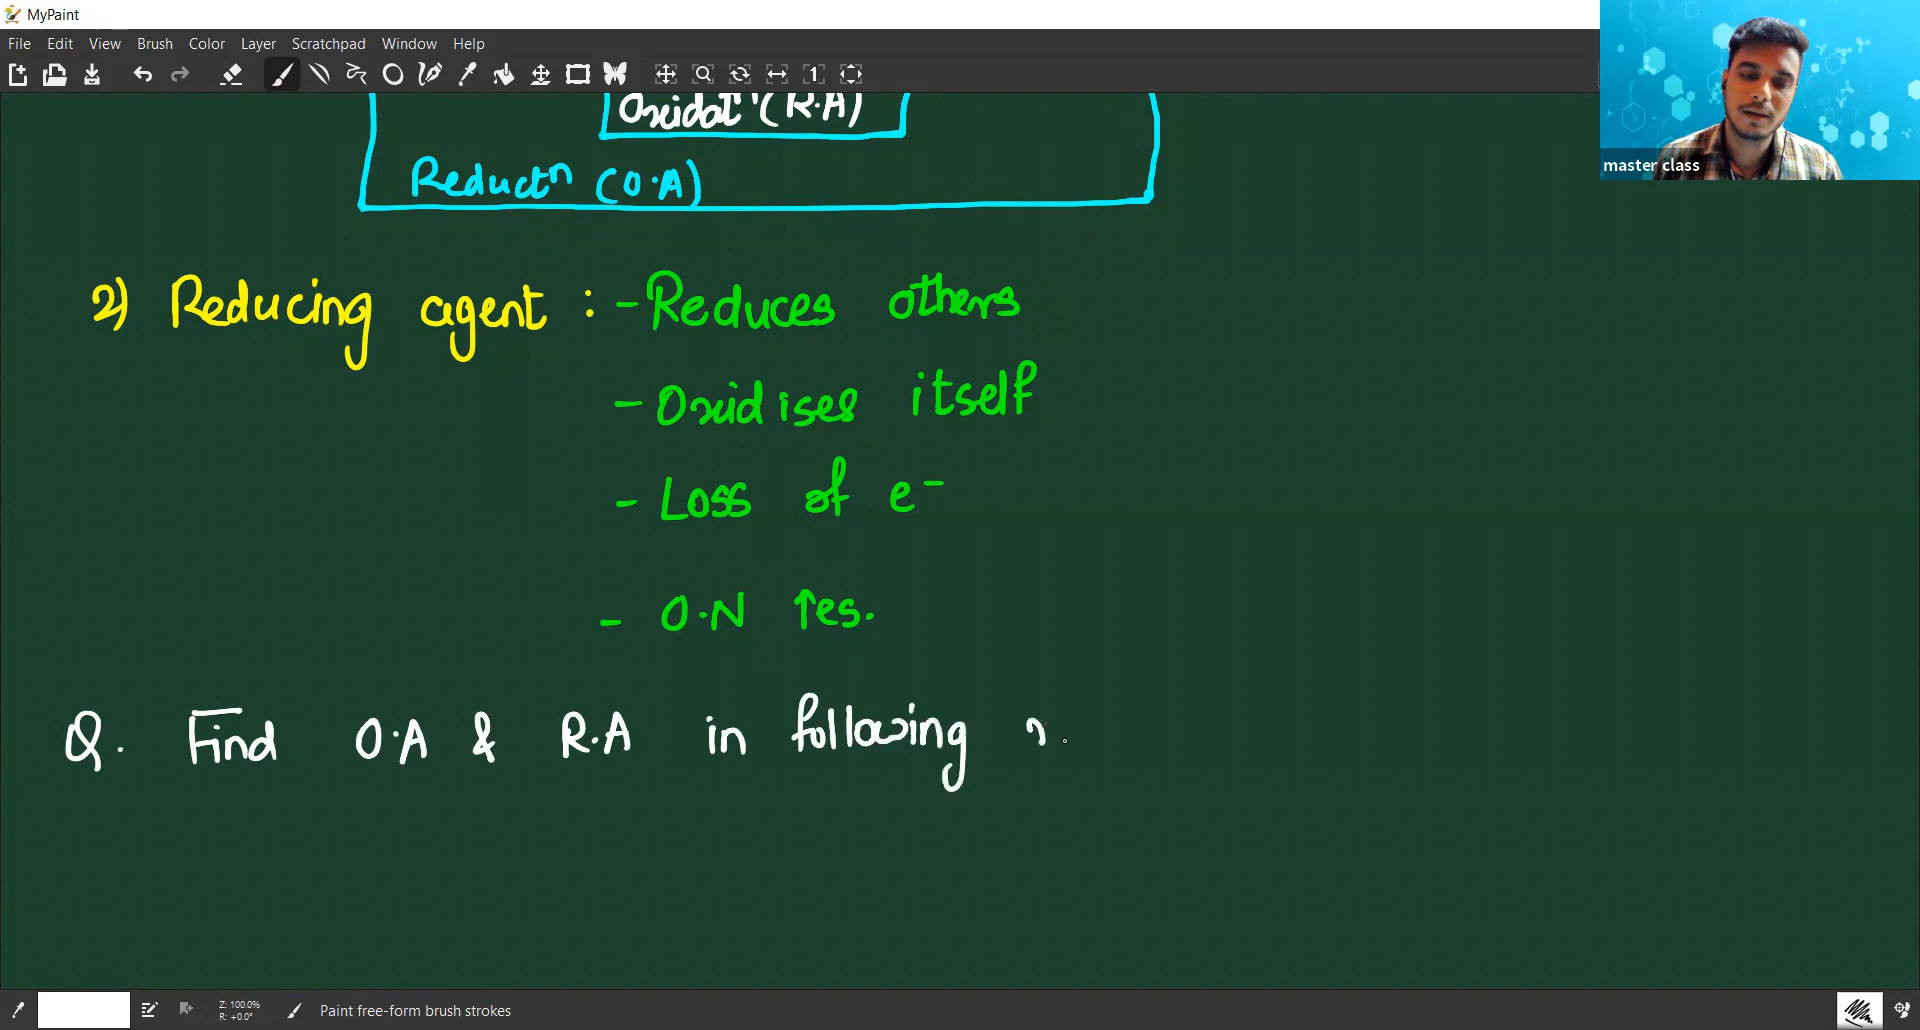 MyPaint
File Edit View Brush Color Layer Scratchpad Window Help
master class
(R.A)
Reductn (O.A)
2) Reducing agent : - Reduces others
- Oxidises itself
- Loss of e-
- O.N ↑es.
Q. Find O.A & R.A in following
Z: 100.0%
R: +0.0°
Paint free-form brush strokes